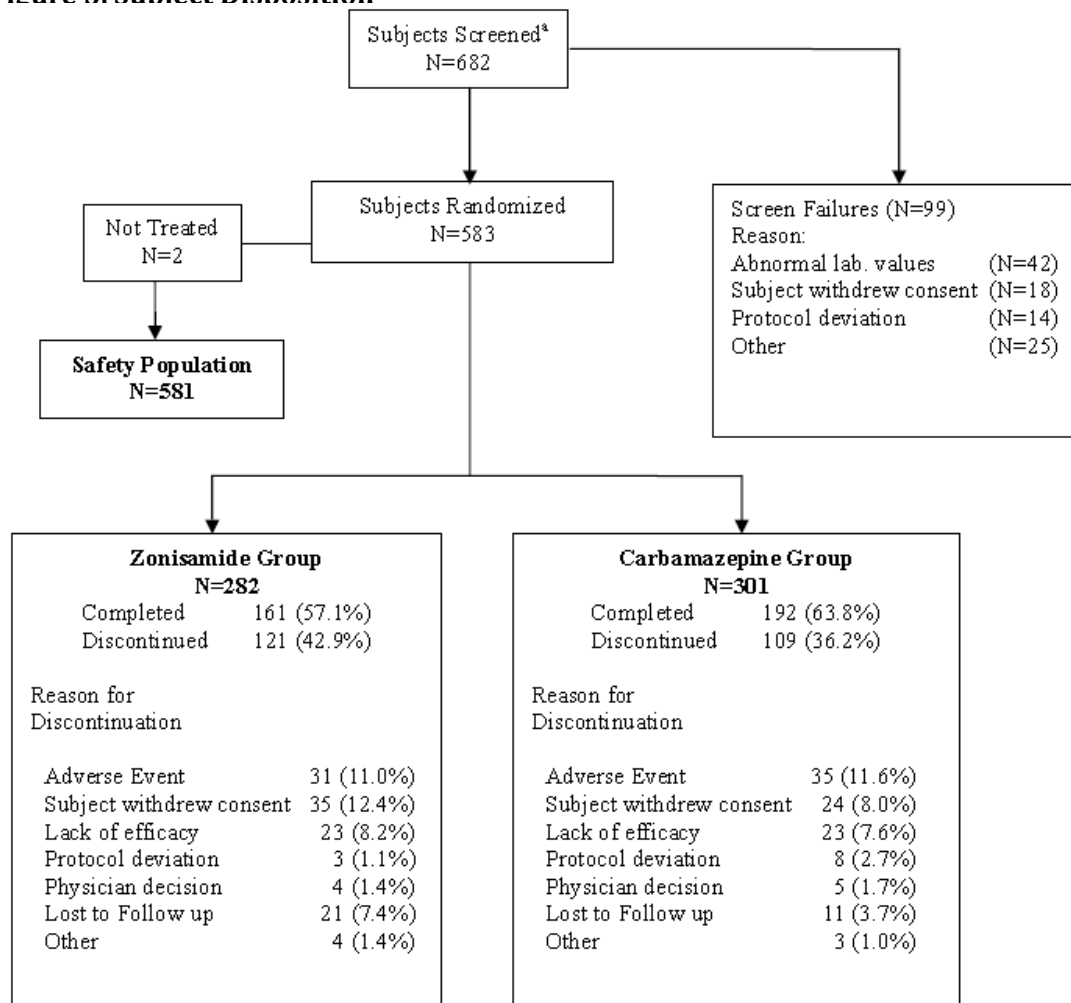 Subjects Screenedᵃ
N=682
Subjects Randomized
N=583
Not Treated
N=2
Safety Population
N=581
Screen Failures (N=99)
Reason:
Abnormal lab. values (N=42)
Subject withdrew consent (N=18)
Protocol deviation (N=14)
Other (N=25)
Zonisamide Group
N=282
Completed 161 (57.1%)
Discontinued 121 (42.9%)
Reason for
Discontinuation
Adverse Event 31 (11.0%)
Subject withdrew consent 35 (12.4%)
Lack of efficacy 23 (8.2%)
Protocol deviation 3 (1.1%)
Physician decision 4 (1.4%)
Lost to Follow up 21 (7.4%)
Other 4 (1.4%)
Carbamazepine Group
N=301
Completed 192 (63.8%)
Discontinued 109 (36.2%)
Reason for
Discontinuation
Adverse Event 35 (11.6%)
Subject withdrew consent 24 (8.0%)
Lack of efficacy 23 (7.6%)
Protocol deviation 8 (2.7%)
Physician decision 5 (1.7%)
Lost to Follow up 11 (3.7%)
Other 3 (1.0%)